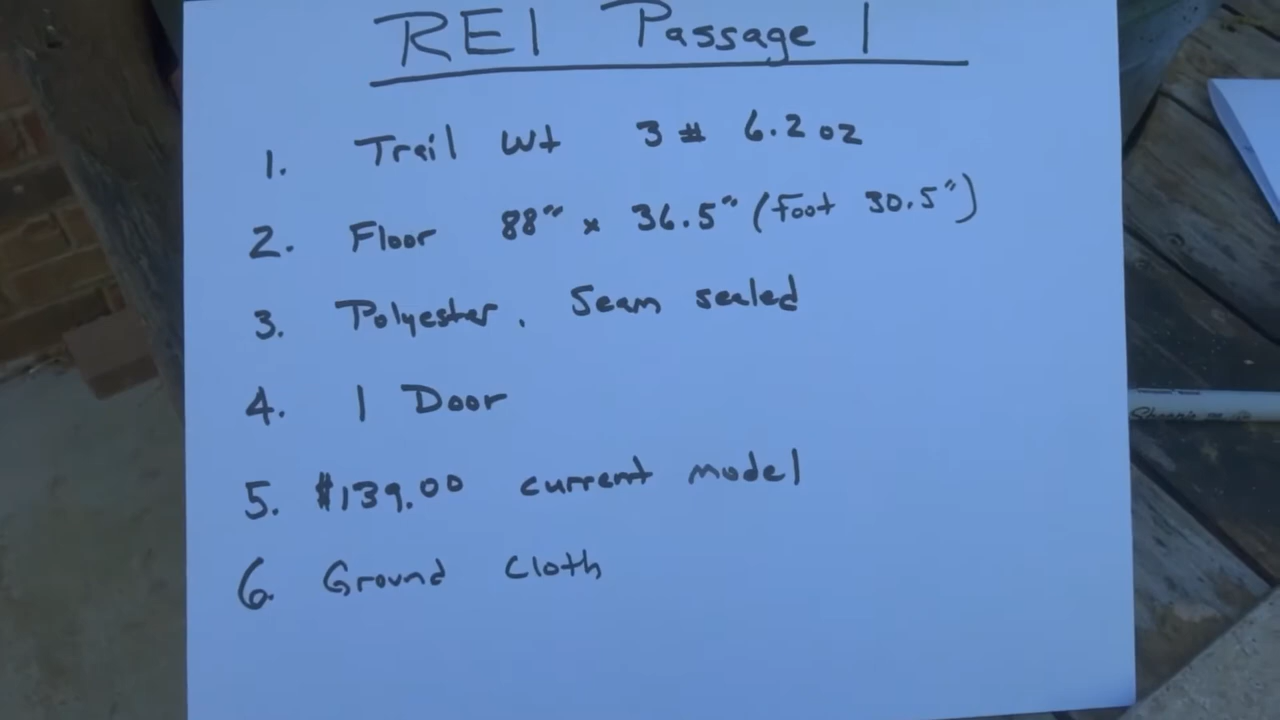 REI Passage 1
1. Trail Wt 3# 6.2 oz
2. Floor 88" x 36.5" (foot 30.5")
3. Polyester, Seam sealed
4. 1 Door
5. $139.00 current model
6. Ground Cloth
Sharpie